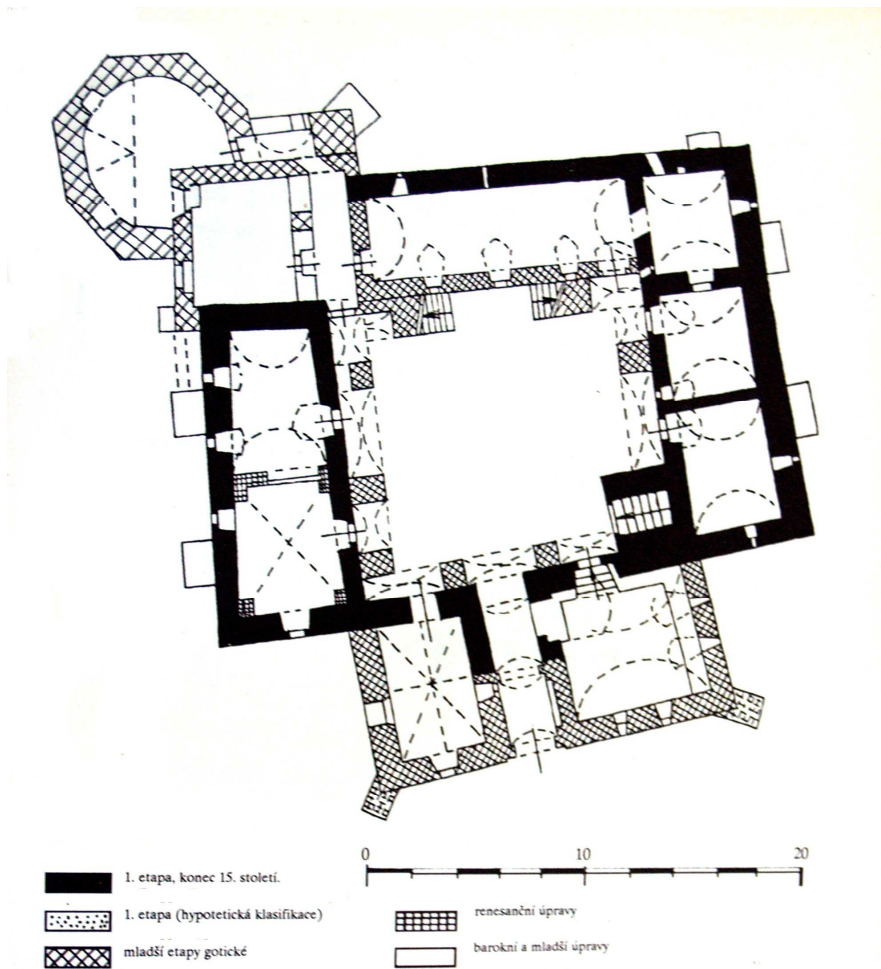 0 10 20
1. etapa, konec 15. století.
1. etapa (hypotetická klasifikace)
mladší etapy gotické
renesanční úpravy
barokní a mladší úpravy